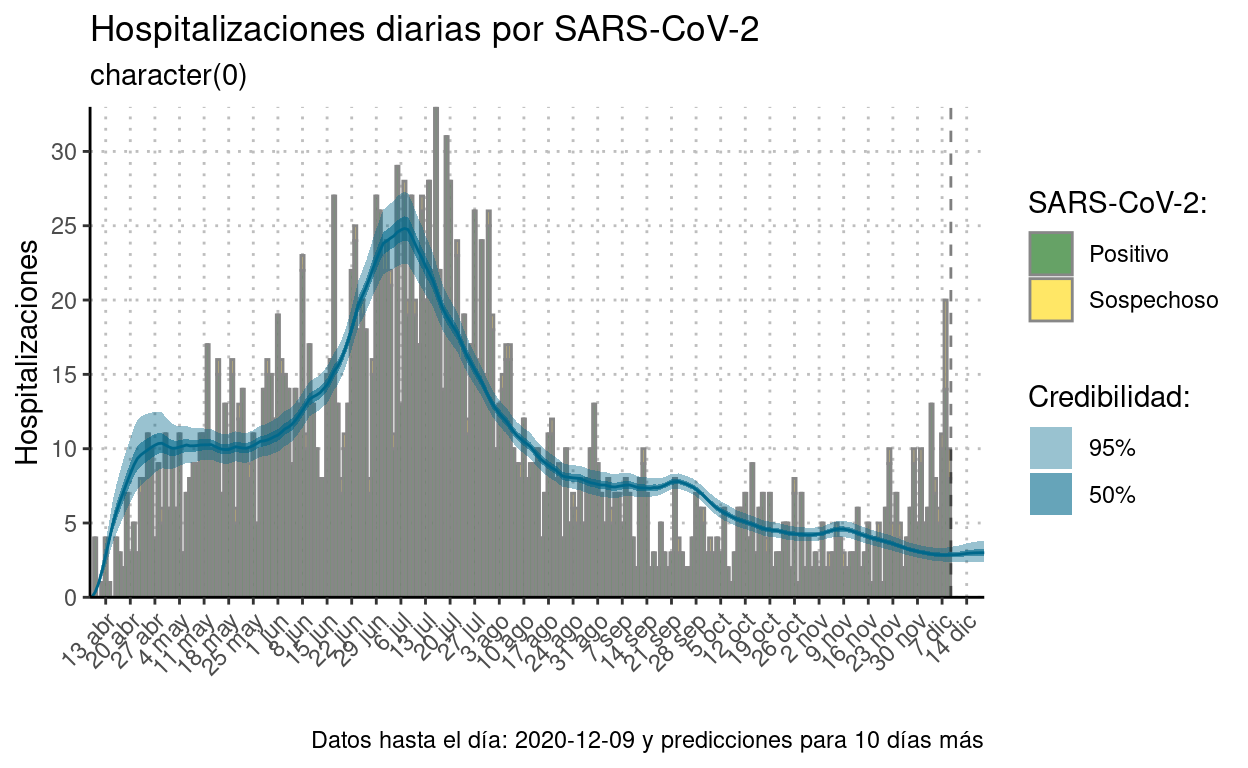 Hospitalizaciones diarias por SARS-CoV-2
character(0)
Hospitalizaciones
30
25
20
15
10
5
0
13 abr
20 abr
27 abr
4 may
11 may
18 may
25 may
1 jun
8 jun
15 jun
22 jun
29 jun
6 jul
13 jul
20 jul
27 jul
3 ago
10 ago
17 ago
24 ago
31 ago
7 sep
14 sep
21 sep
28 sep
5 oct
12 oct
19 oct
26 oct
2 nov
9 nov
16 nov
23 nov
30 nov
7 dic
14 dic
SARS-CoV-2:
Positivo
Sospechoso
Credibilidad:
95%
50%
Datos hasta el día: 2020-12-09 y predicciones para 10 días más